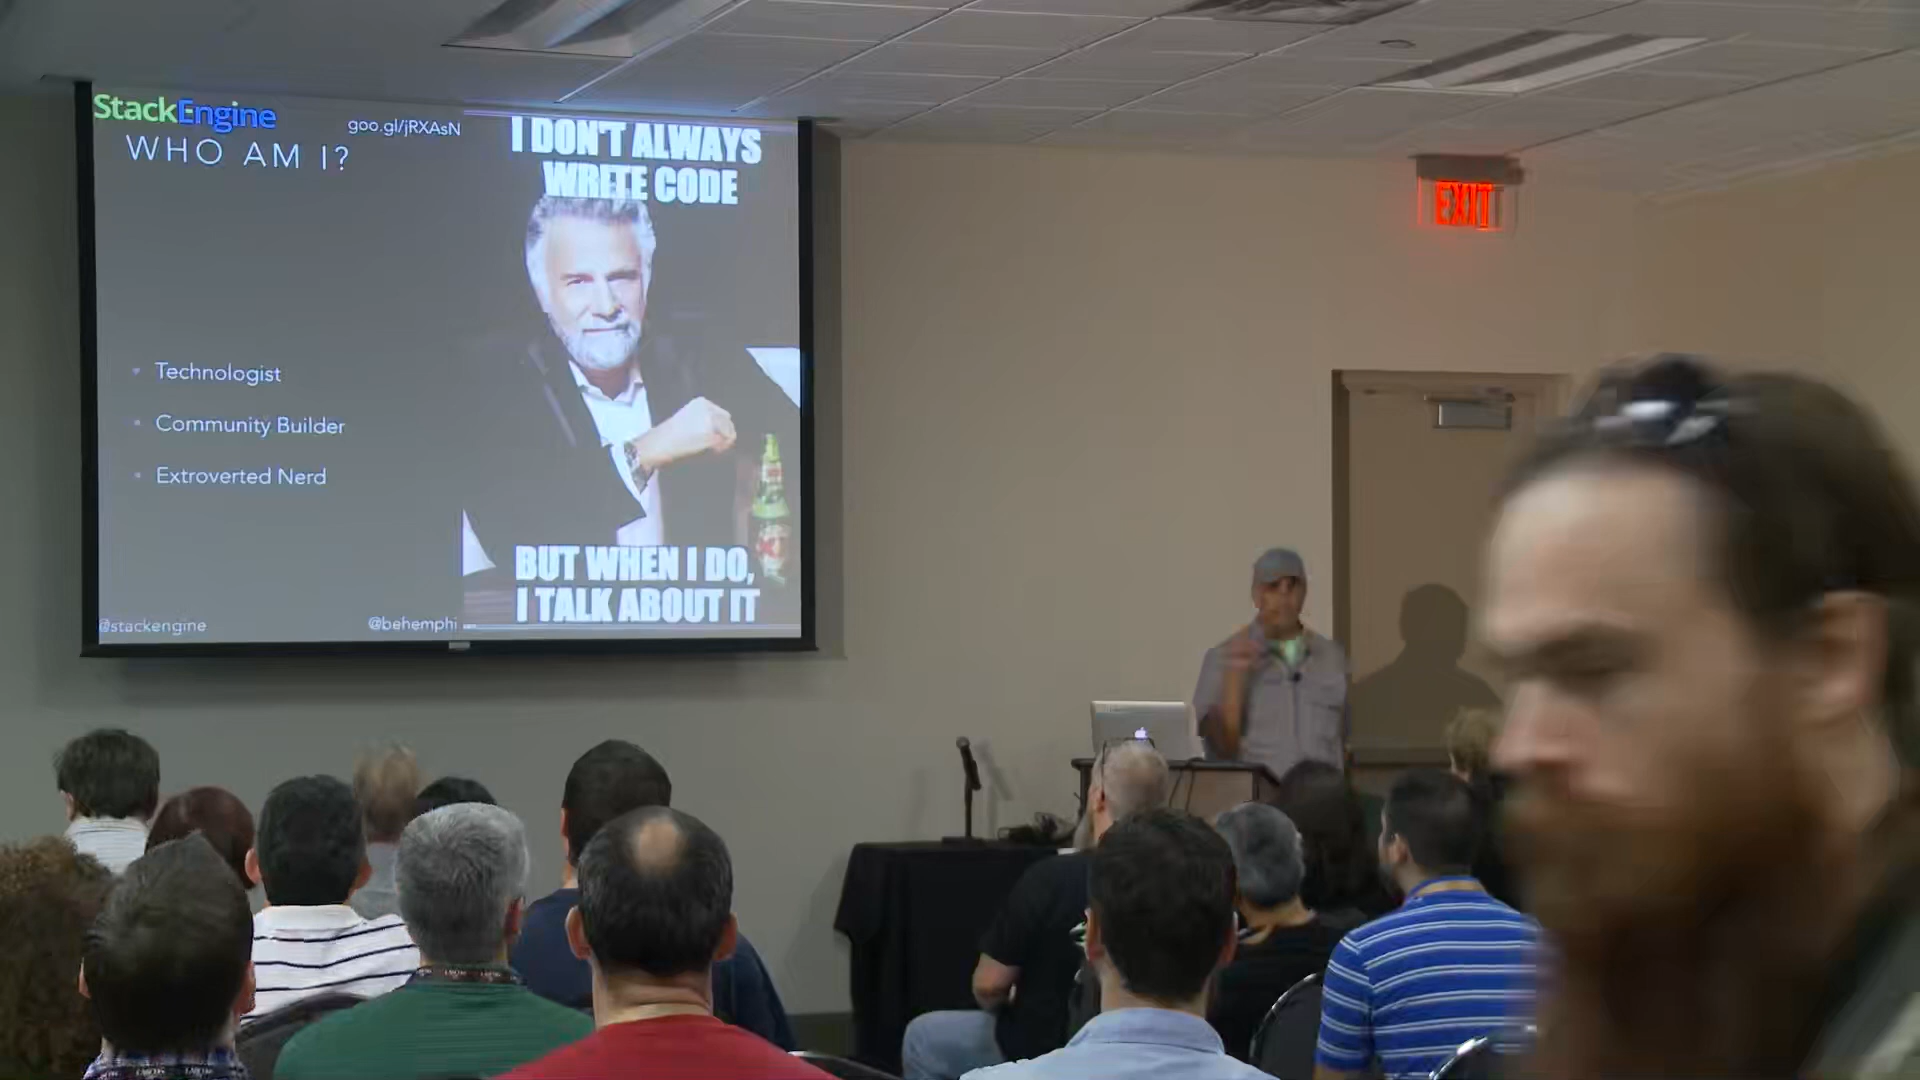 StackEngine
goo.gl/jRXAsN
WHO AM I?
I DON'T ALWAYS
WRITE CODE
Technologist
Community Builder
Extroverted Nerd
BUT WHEN I DO,
I TALK ABOUT IT
@stackengine
@behemphi
EXIT